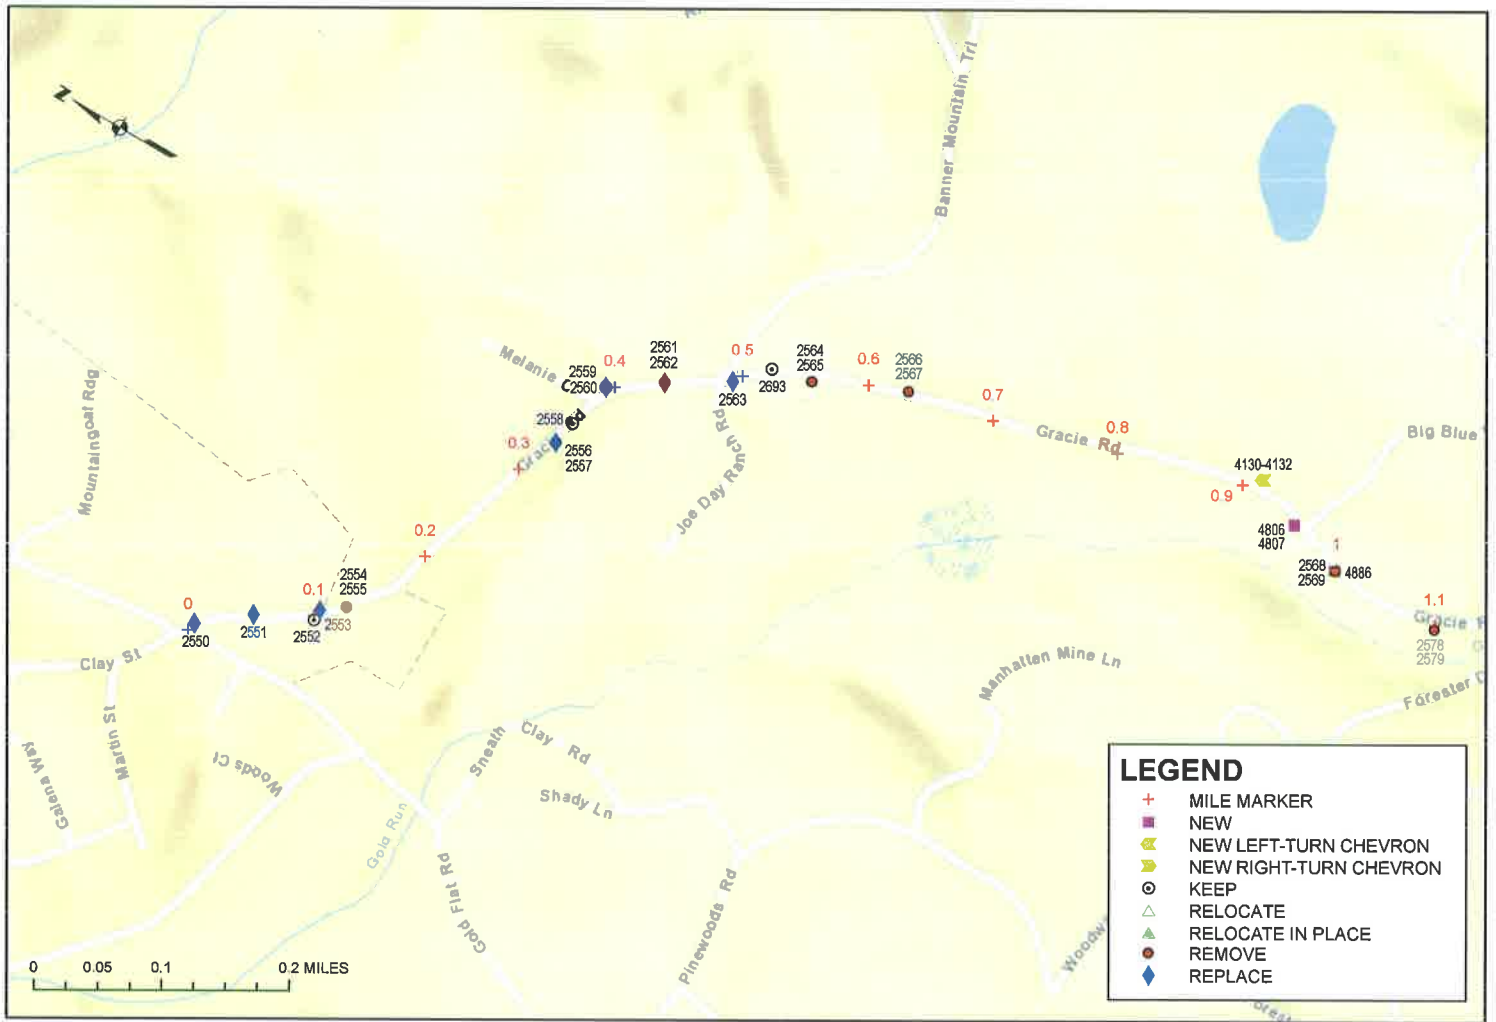 N
Banner Mountain Trl
Mountaingoat Rdg
Melanie
2559
2560
0.4
2561
2562
0.5
2563
2693
2564
2565
0.6
2566
2567
0.7
Gracie Rd
0.8
Big Blue
2558
2556
2557
0.3
Joe Day Ranch Rd
4130-4132
0.9
4806
4807
1
2568
2569
4886
0.2
2554
2555
0.1
2553
2552
0
2550
2551
1.1
2578
2579
Clay St
Martin St
Galena Way
Woods Ct
Gold Run
Sneath
Clay Rd
Shady Ln
Gold Flat Rd
Pinewoods Rd
Manhatten Mine Ln
LEGEND
MILE MARKER
NEW
NEW LEFT-TURN CHEVRON
NEW RIGHT-TURN CHEVRON
KEEP
RELOCATE
RELOCATE IN PLACE
REMOVE
REPLACE
0 0.05 0.1 0.2 MILES